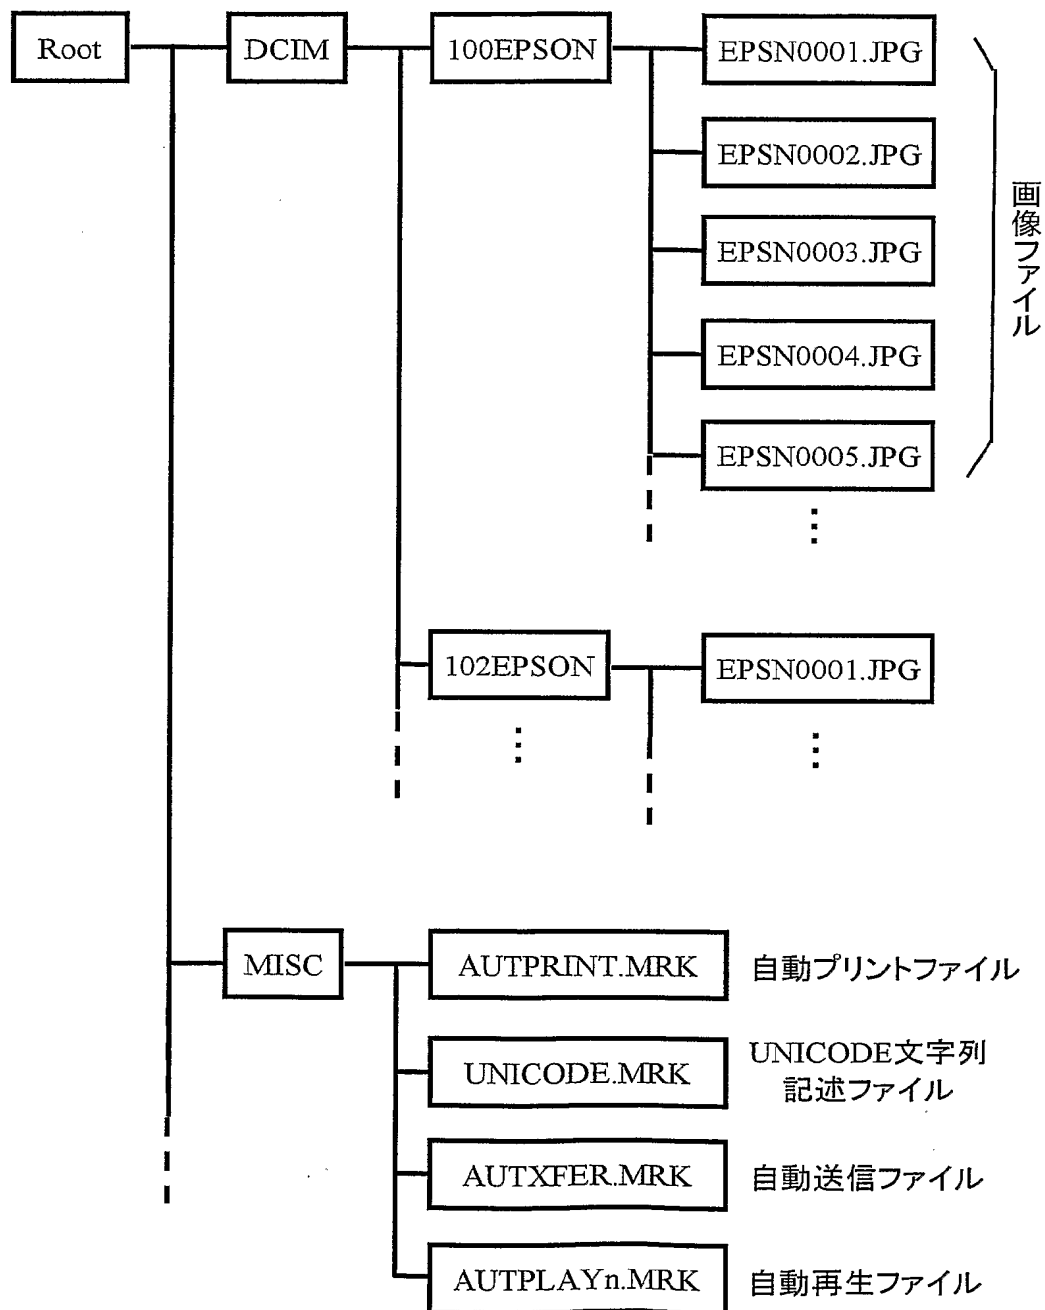 Root
DCIM
100EPSON
EPSN0001.JPG
EPSN0002.JPG
EPSN0003.JPG
EPSN0004.JPG
EPSN0005.JPG
画像ファイル
102EPSON
EPSN0001.JPG
MISC
AUTPRINT.MRK
自動プリントファイル
UNICODE.MRK
UNICODE文字列
記述ファイル
AUTXFER.MRK
自動送信ファイル
AUTPLAYn.MRK
自動再生ファイル